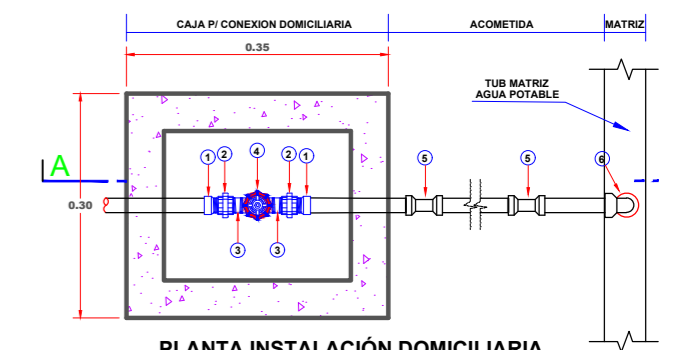 CAJA P/ CONEXION DOMICILIARIA
ACOMETIDA
MATRIZ
0.35
TUB MATRIZ
AGUA POTABLE
A
1
2
4
2
1
5
5
6
0.30
3
3
PLANTA INSTALACIÓN DOMICILIARIA